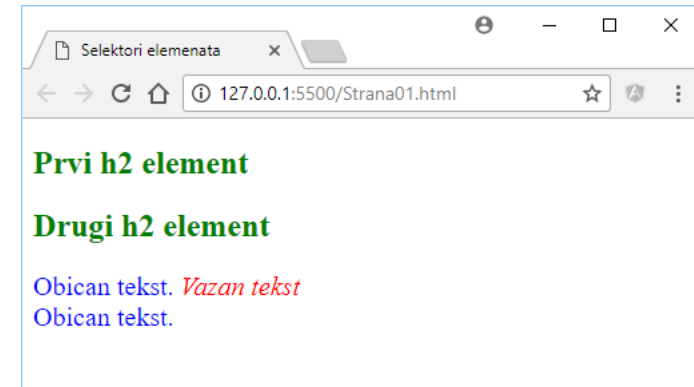 Selektori elemenata
127.0.0.1:5500/Strana01.html
Prvi h2 element
Drugi h2 element
Obican tekst. Vazan tekst
Obican tekst.